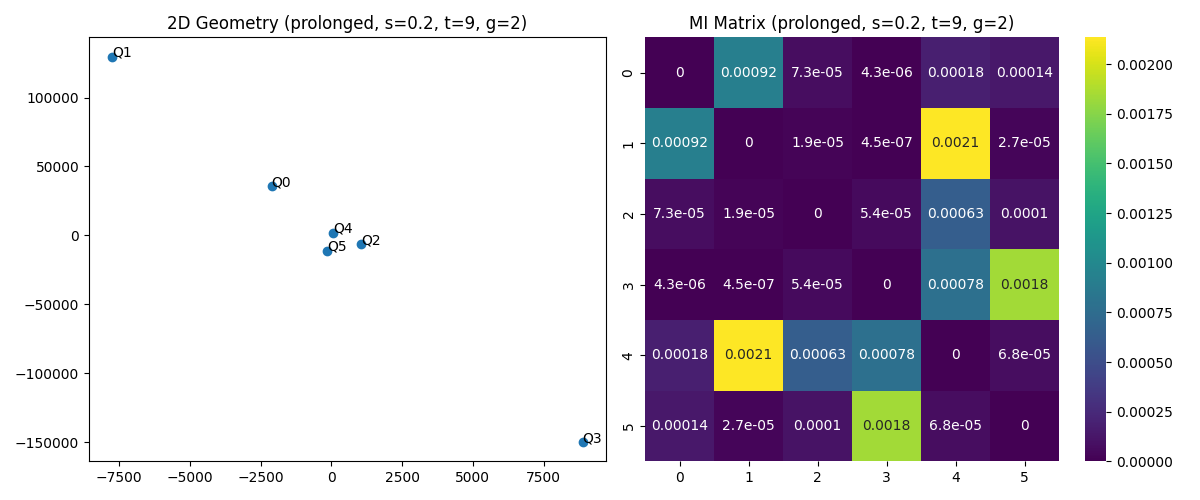 2D Geometry (prolonged, s=0.2, t=9, g=2)
Q1
Q0
Q4
Q5
Q2
Q3
100000
50000
0
−50000
−100000
−150000
−7500 −5000 −2500 0 2500 5000 7500
MI Matrix (prolonged, s=0.2, t=9, g=2)
0 0 0.00092 7.3e-05 4.3e-06 0.00018 0.00014
1 0.00092 0 1.9e-05 4.5e-07 0.0021 2.7e-05
2 7.3e-05 1.9e-05 0 5.4e-05 0.00063 0.0001
3 4.3e-06 4.5e-07 5.4e-05 0 0.00078 0.0018
4 0.00018 0.0021 0.00063 0.00078 0 6.8e-05
5 0.00014 2.7e-05 0.0001 0.0018 6.8e-05 0
0 1 2 3 4 5
0.00200
0.00175
0.00150
0.00125
0.00100
0.00075
0.00050
0.00025
0.00000